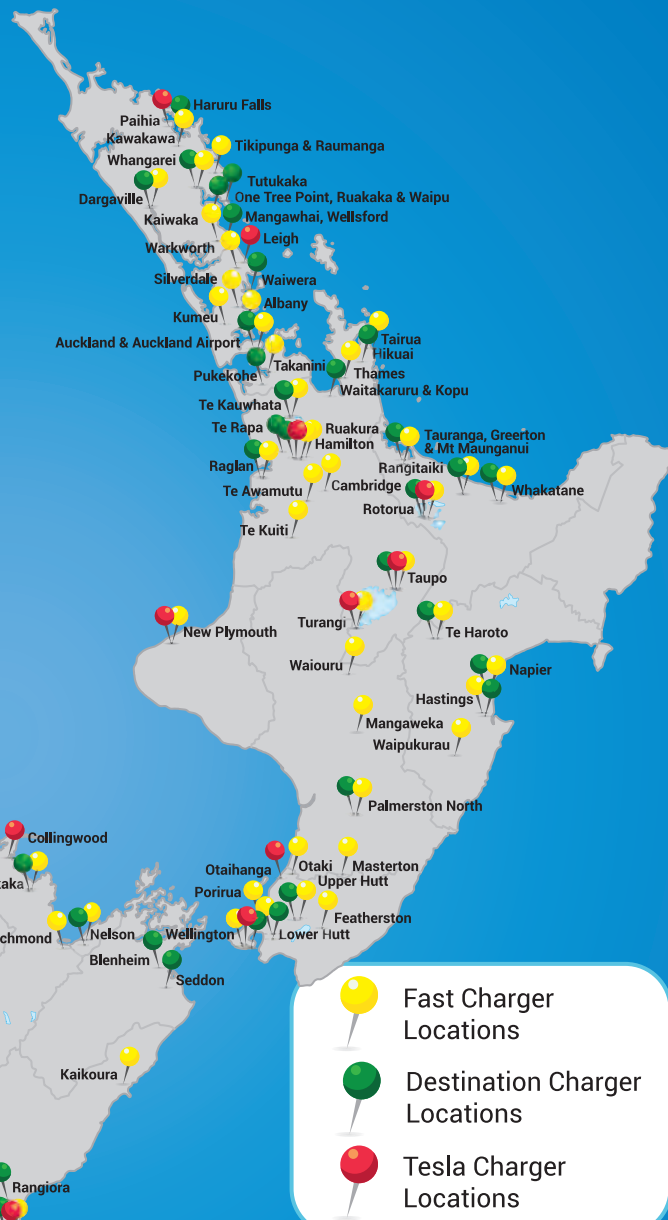 Haruru Falls
Paihia
Kawakawa
Tikipunga & Raumanga
Whangarei
Tutukaka
Dargaville
One Tree Point, Ruakaka & Waipu
Kaiwaka
Mangawhai, Wellsford
Leigh
Warkworth
Waiwera
Silverdale
Albany
Kumeu
Auckland & Auckland Airport
Tairua
Hikuai
Takanini
Thames
Pukekohe
Waitakaruru & Kopu
Te Kauwhata
Te Rapa
Ruakura
Hamilton
Tauranga, Greerton
& Mt Maunganui
Raglan
Rangitaiki
Te Awamutu
Cambridge
Whakatane
Rotorua
Te Kuiti
Taupo
Turangi
New Plymouth
Te Haroto
Waiouru
Napier
Hastings
Mangaweka
Waipukurau
Palmerston North
Collingwood
Otaihanga
Otaki
Masterton
Upper Hutt
aka
Porirua
Featherston
chmond
Nelson
Wellington
Lower Hutt
Blenheim
Seddon
Kaikoura
Rangiora
Fast Charger
Locations
Destination Charger
Locations
Tesla Charger
Locations